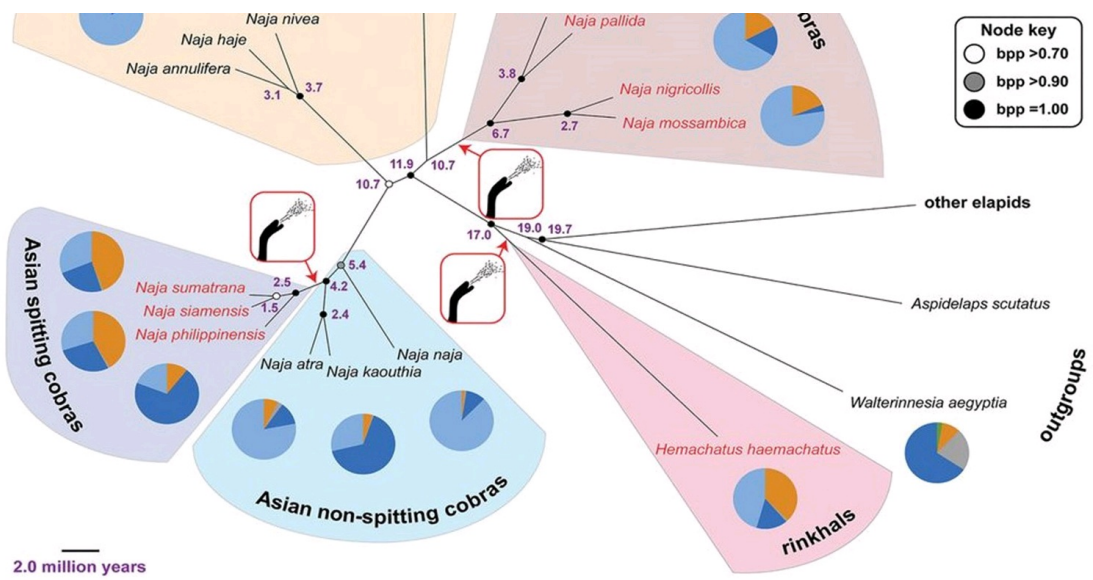 Naja nivea
Naja haje
Naja annulifera
3.7
3.1
Naja pallida
bras
3.8
Naja nigricollis
Naja mossambica
6.7
2.7
Node key
bpp >0.70
bpp >0.90
bpp =1.00
11.9
10.7
10.7
17.0
19.0
19.7
other elapids
Aspidelaps scutatus
Walterinnesia aegyptia
outgroups
Hemachatus haemachatus
rinkhals
5.4
4.2
2.4
2.5
1.5
Naja sumatrana
Naja siamensis
Naja philippinensis
Asian spitting cobras
Naja naja
Naja atra
Naja kaouthia
Asian non-spitting cobras
2.0 million years